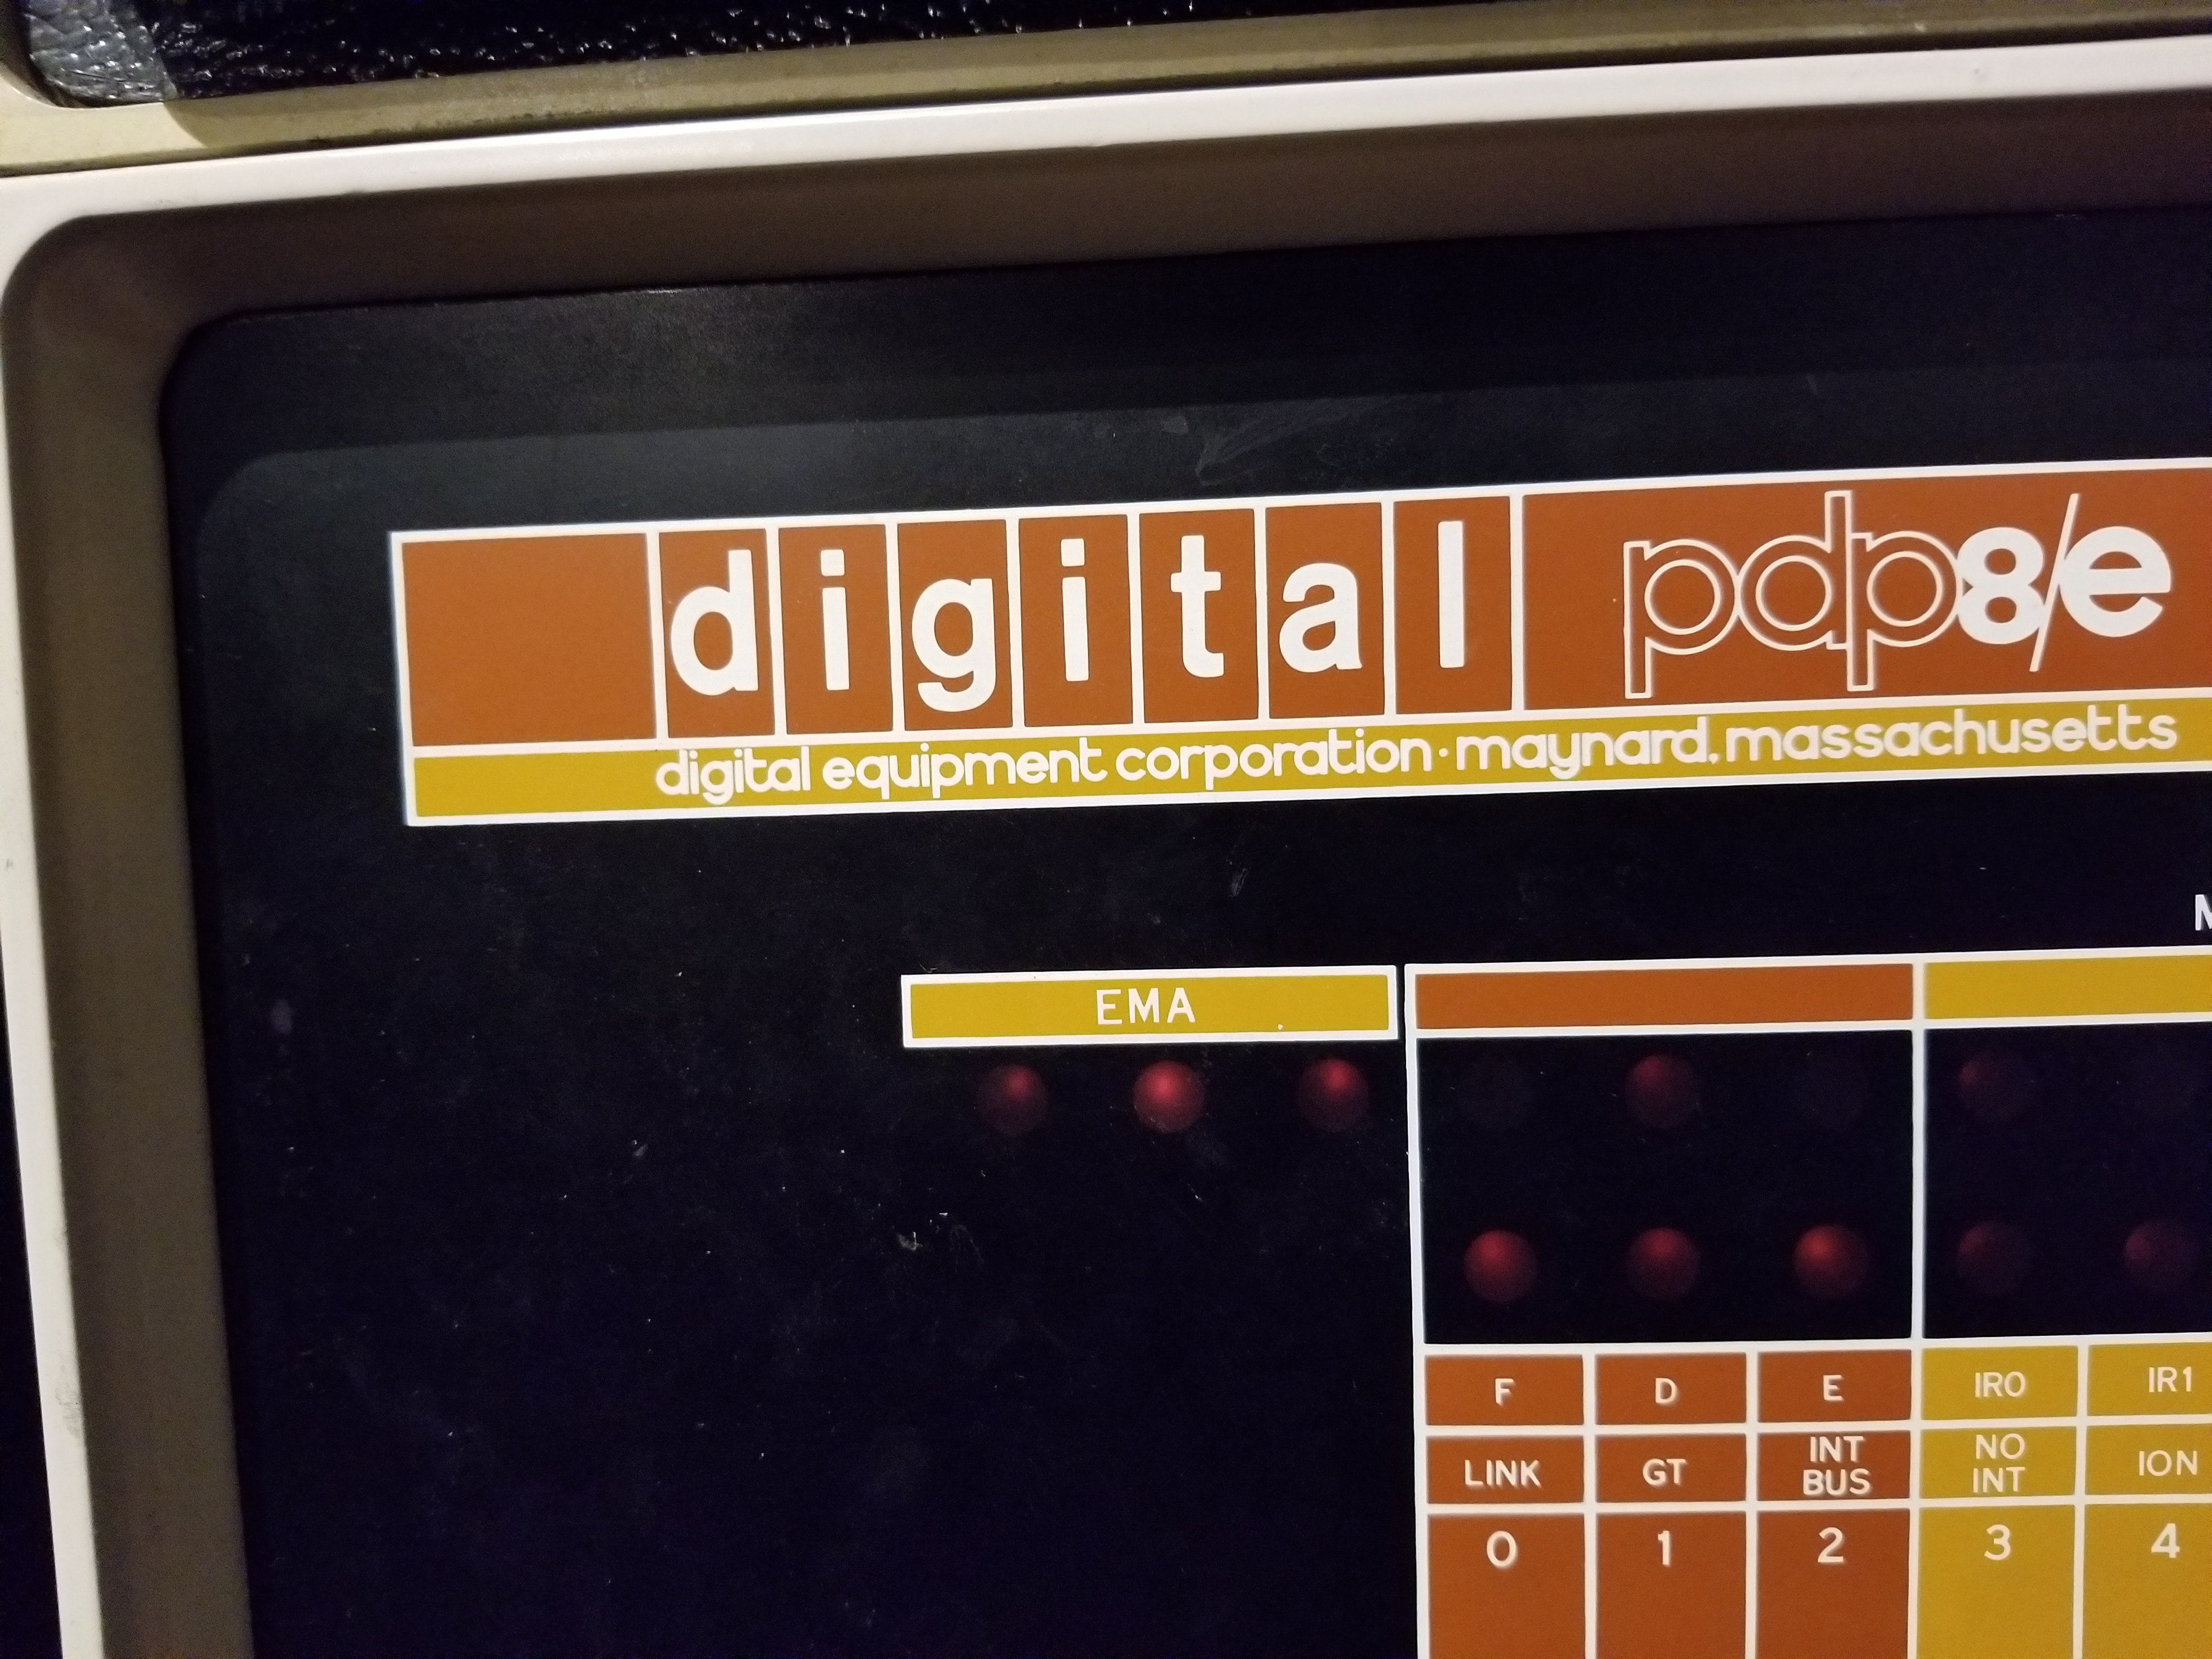 digital pdp8/e
digital equipment corporation · maynard, massachusetts
EMA
F D E IR0 IR1
LINK GT INT BUS NO INT ION
0 1 2 3 4